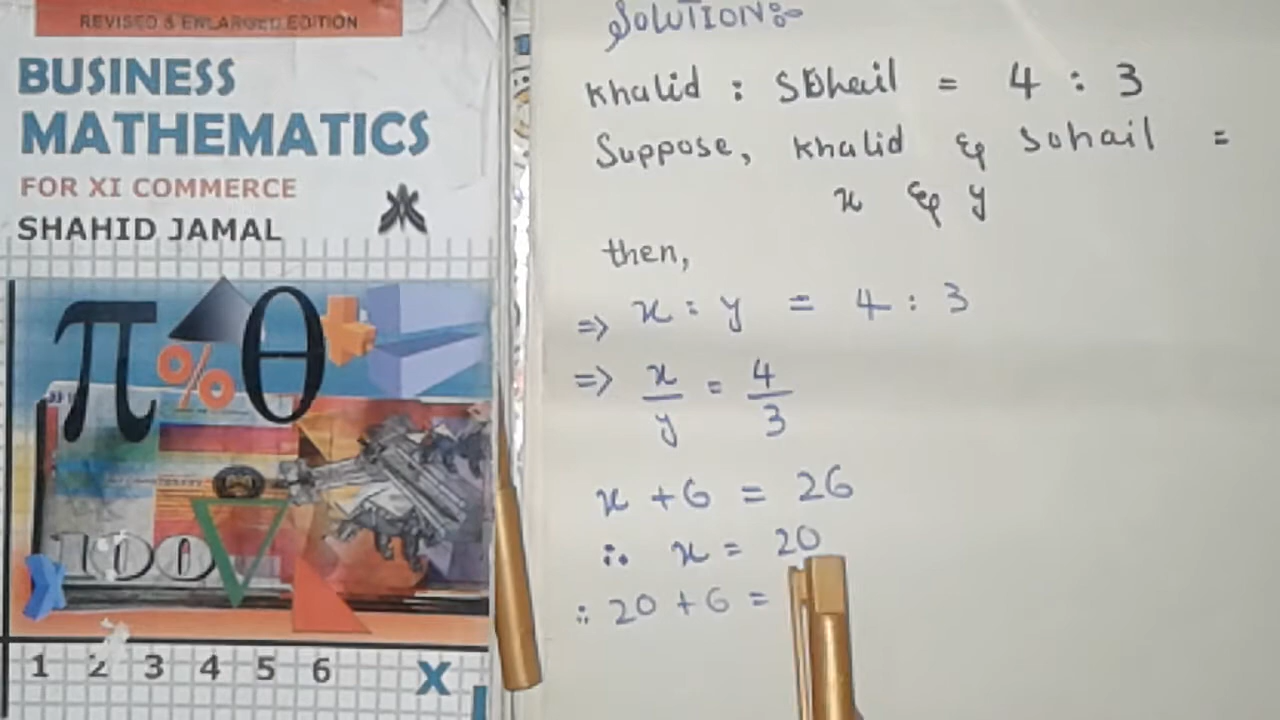 REVISED & ENLARGED EDITION
BUSINESS
MATHEMATICS
FOR XI COMMERCE
SHAHID JAMAL
π % θ
100
1 2 3 4 5 6 X
SOLUTION:-
Khalid : Sohail = 4 : 3
Suppose, Khalid & Sohail =
x & y
then,
=> x : y = 4 : 3
=> x/y = 4/3
x + 6 = 26
∴ x = 20
∴ 20 + 6 =